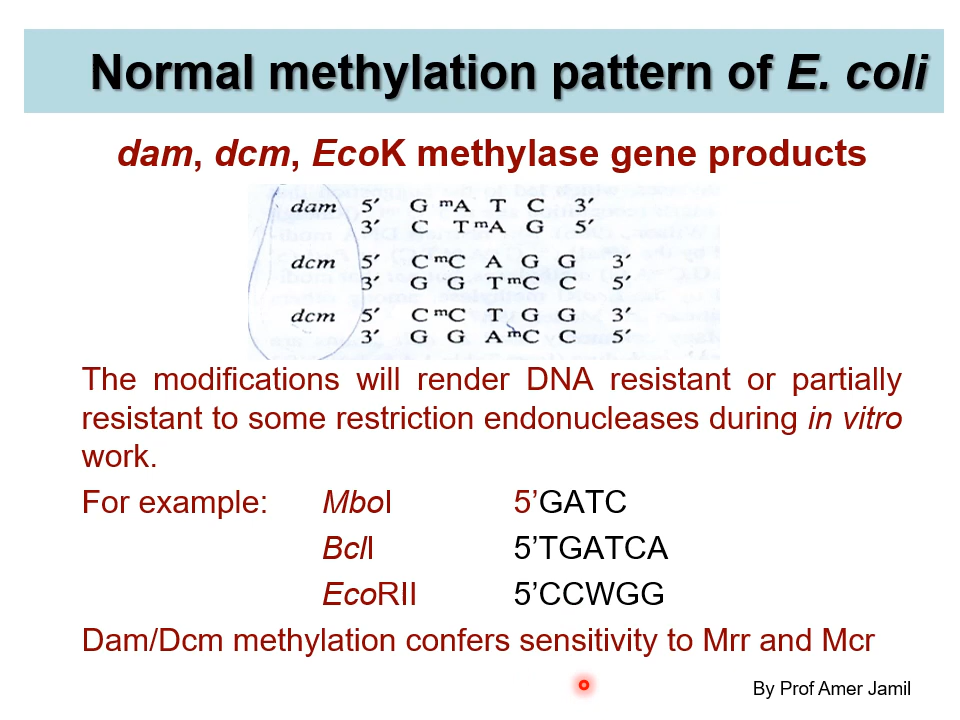 Normal methylation pattern of E. coli
dam, dcm, EcoK methylase gene products
dam 5′ G mA T C 3′
3′ C T mA G 5′
dcm 5′ C mC A G G 3′
3′ G G T mC C 5′
dcm 5′ C mC T G G 3′
3′ G G A mC C 5′
The modifications will render DNA resistant or partially
resistant to some restriction endonucleases during in vitro
work.
For example: MboI 5’GATC
BclI 5’TGATCA
EcoRII 5’CCWGG
Dam/Dcm methylation confers sensitivity to Mrr and Mcr
By Prof Amer Jamil